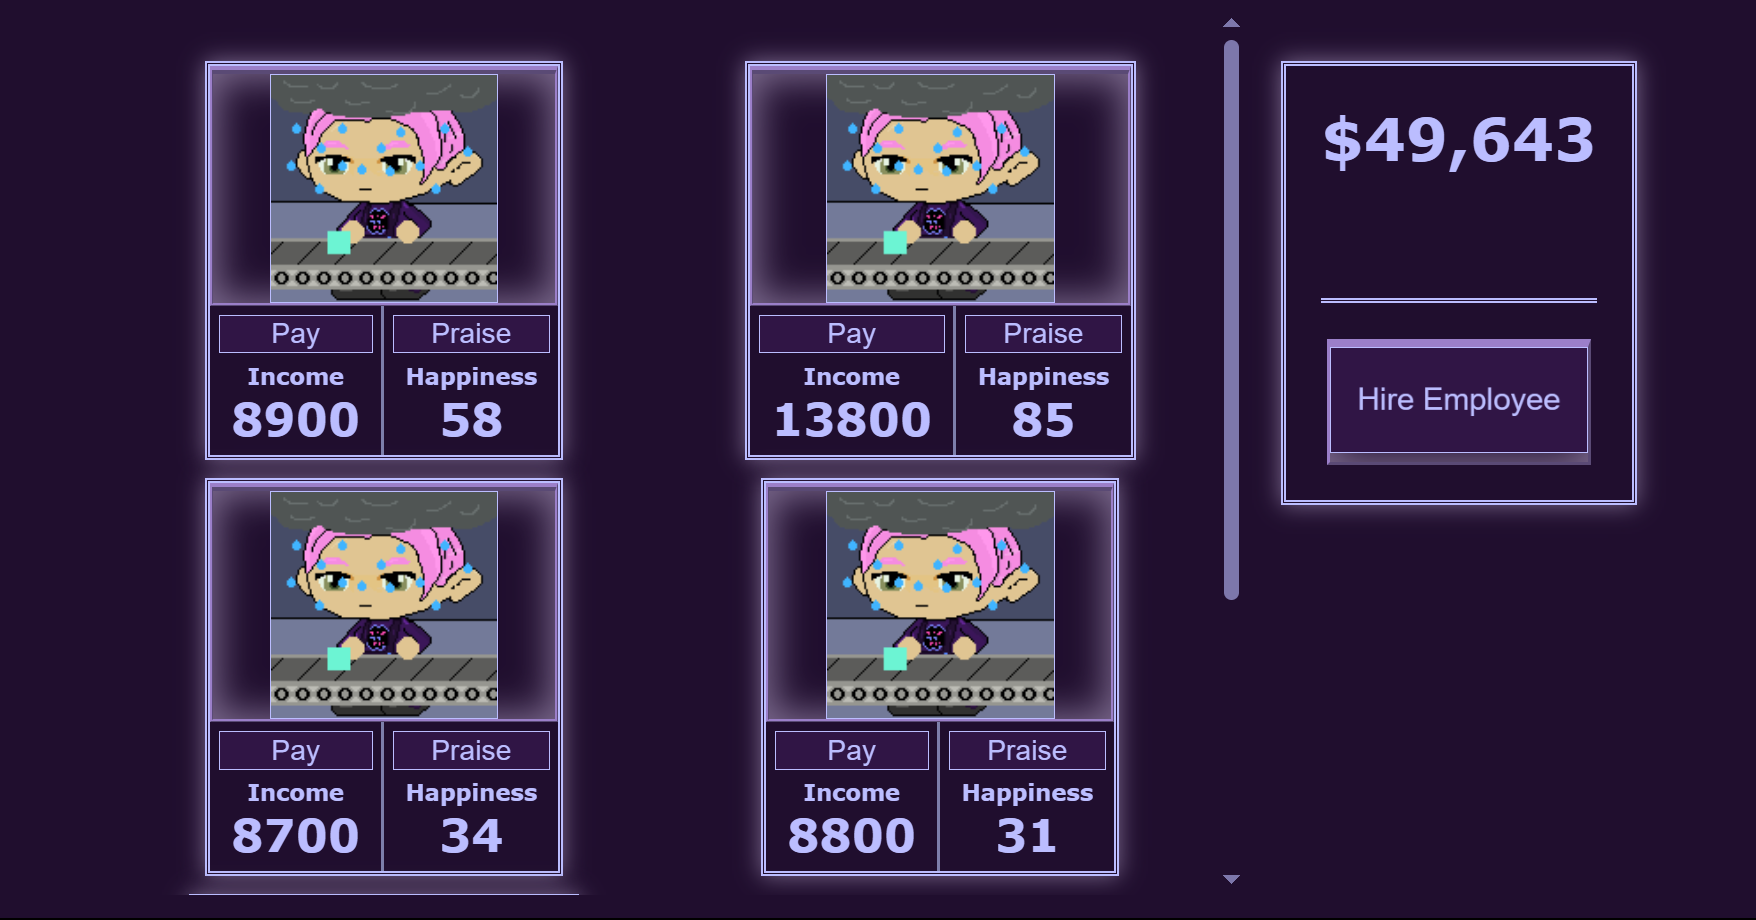 $49,643
Hire Employee
Pay Praise
Income Happiness
8900 58
Pay Praise
Income Happiness
13800 85
Pay Praise
Income Happiness
8700 34
Pay Praise
Income Happiness
8800 31